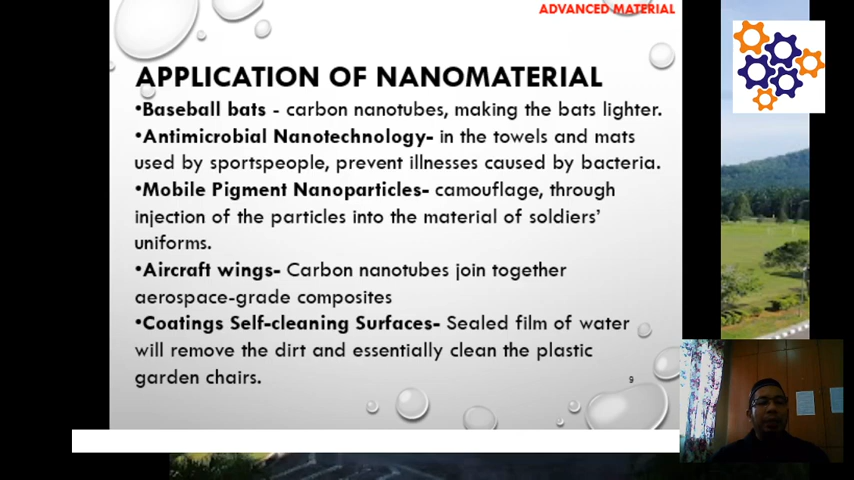 ADVANCED MATERIAL
APPLICATION OF NANOMATERIAL
•Baseball bats - carbon nanotubes, making the bats lighter.
•Antimicrobial Nanotechnology- in the towels and mats
used by sportspeople, prevent illnesses caused by bacteria.
•Mobile Pigment Nanoparticles- camouflage, through
injection of the particles into the material of soldiers'
uniforms.
•Aircraft wings- Carbon nanotubes join together
aerospace-grade composites
•Coatings Self-cleaning Surfaces- Sealed film of water
will remove the dirt and essentially clean the plastic
garden chairs.
9